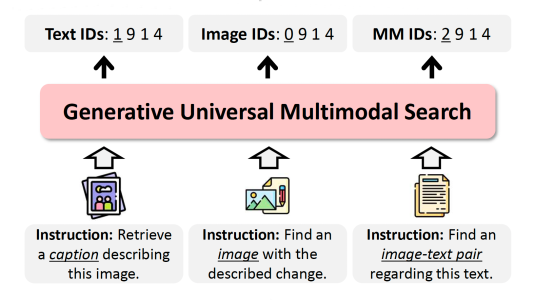 Text IDs: 1 9 1 4
Image IDs: 0 9 1 4
MM IDs: 2 9 1 4
Generative Universal Multimodal Search
Instruction: Retrieve
a caption describing
this image.
Instruction: Find an
image with the
described change.
Instruction: Find an
image-text pair
regarding this text.